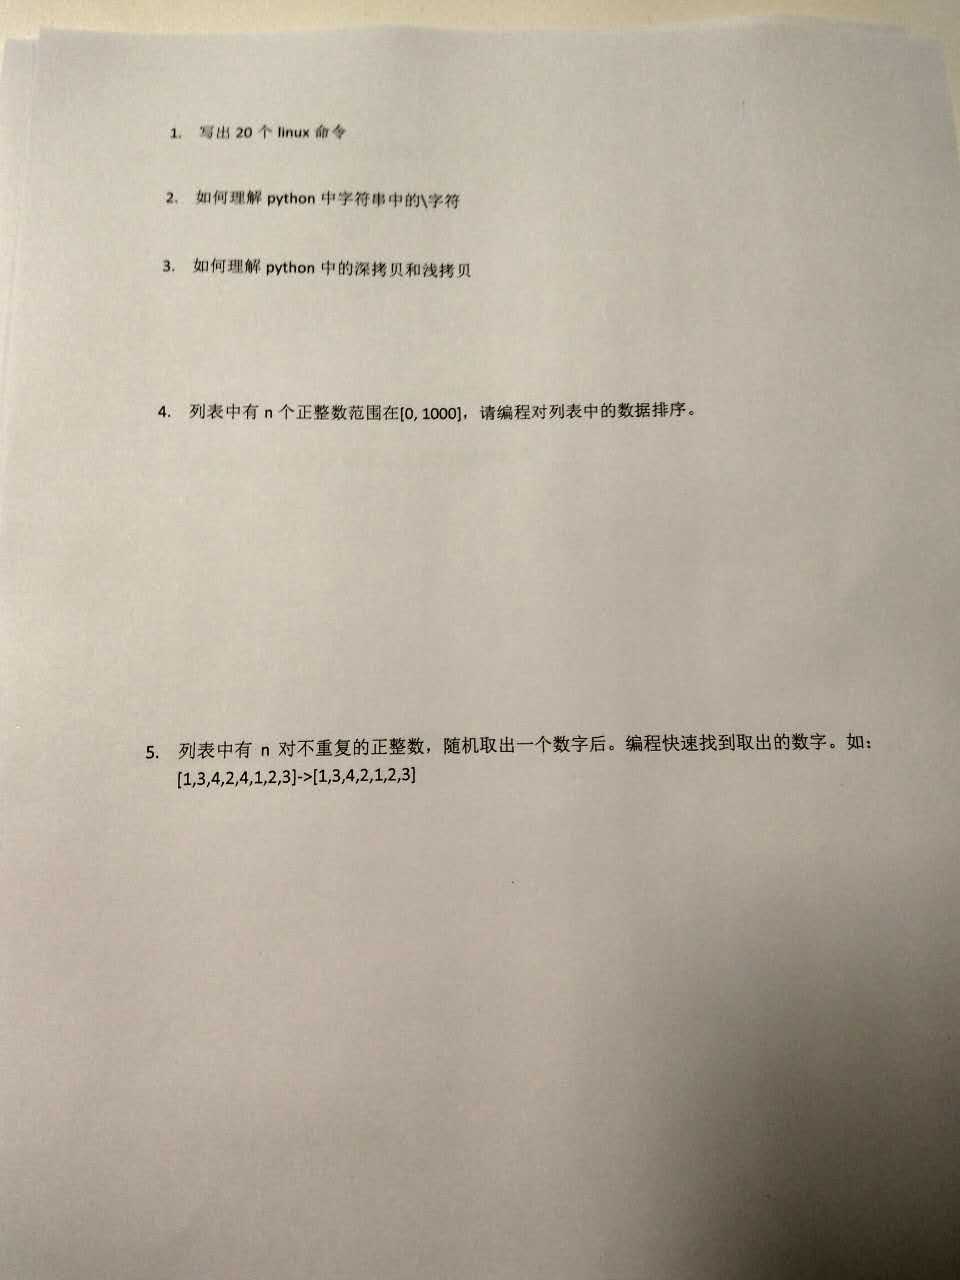 1. 写出 20 个 linux 命令
2. 如何理解 python 中字符串中的\字符
3. 如何理解 python 中的深拷贝和浅拷贝
4. 列表中有 n 个正整数范围在[0, 1000]，请编程对列表中的数据排序。
5. 列表中有 n 对不重复的正整数，随机取出一个数字后。编程快速找到取出的数字。如：
[1,3,4,2,4,1,2,3]->[1,3,4,2,1,2,3]